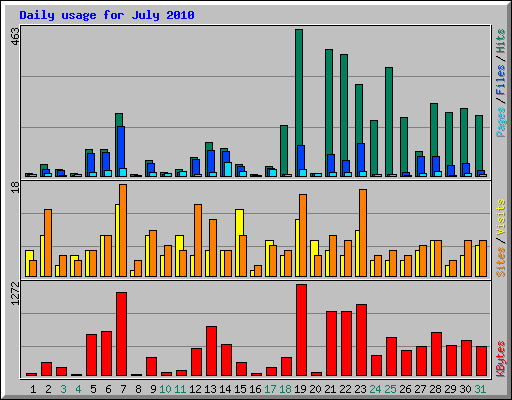 Daily usage for July 2010
463
Pages / Files / Hits
18
Sites / Visits
1272
KBytes
1 2 3 4 5 6 7 8 9 10 11 12 13 14 15 16 17 18 19 20 21 22 23 24 25 26 27 28 29 30 31